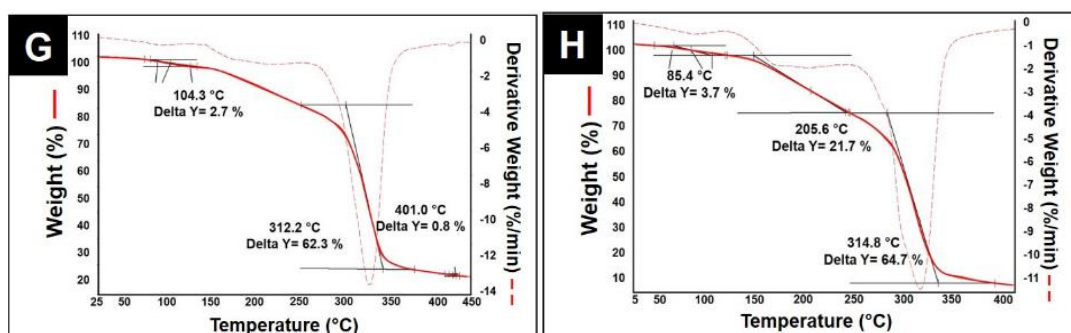 G
110
100
90
80
70
60
50
40
30
20
Weight (%)
104.3 °C
Delta Y= 2.7 %
312.2 °C
Delta Y= 62.3 %
401.0 °C
Delta Y= 0.8 %
0
-2
-4
-6
-8
-10
-12
-14
Derivative Weight (%/min)
25 50 100 150 200 250 300 350 400 450
Temperature (°C)
H
110
100
90
80
70
60
50
40
30
20
10
Weight (%)
85.4 °C
Delta Y= 3.7 %
205.6 °C
Delta Y= 21.7 %
314.8 °C
Delta Y= 64.7 %
0
-1
-2
-3
-4
-5
-6
-7
-8
-9
-10
-11
Derivative Weight (%/min)
5 50 100 150 200 250 300 350 400
Temperature (°C)